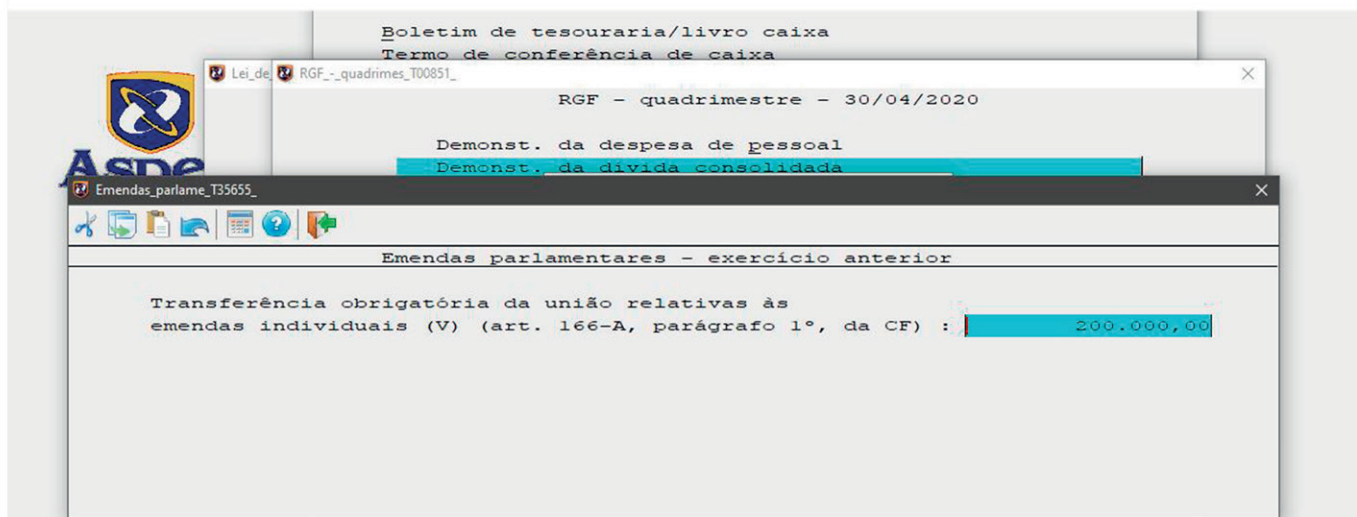 Boletim de tesouraria/livro caixa
Termo de conferência de caixa
Lei_de_
RGF_-_quadrimes_T00851_
RGF - quadrimestre - 30/04/2020
Demonst. da despesa de pessoal
Demonst. da dívida consolidada
Aspe
Emendas_parlame_T35655_
Emendas parlamentares - exercício anterior
Transferência obrigatória da união relativas às
emendas individuais (V) (art. 166-A, parágrafo 1º, da CF) : 200.000,00